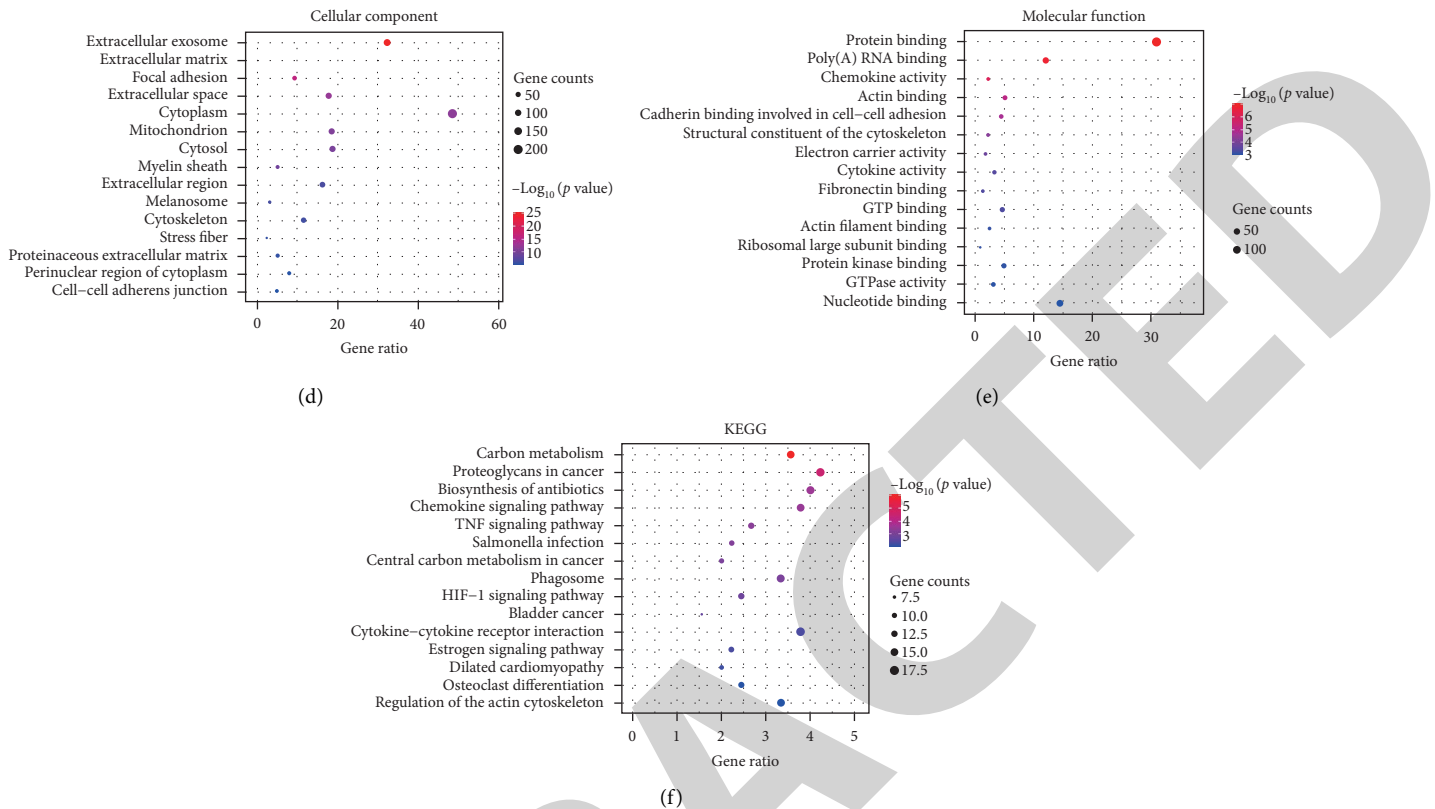 Cellular component
Extracellular exosome
Extracellular matrix
Focal adhesion
Extracellular space
Cytoplasm
Mitochondrion
Cytosol
Myelin sheath
Extracellular region
Melanosome
Cytoskeleton
Stress fiber
Proteinaceous extracellular matrix
Perinuclear region of cytoplasm
Cell−cell adherens junction
0 20 40 60
Gene ratio
Gene counts
50
100
150
200
−Log10 (p value)
25
20
15
10
(d)
Molecular function
Protein binding
Poly(A) RNA binding
Chemokine activity
Actin binding
Cadherin binding involved in cell−cell adhesion
Structural constituent of the cytoskeleton
Electron carrier activity
Cytokine activity
Fibronectin binding
GTP binding
Actin filament binding
Ribosomal large subunit binding
Protein kinase binding
GTPase activity
Nucleotide binding
0 10 20 30
Gene ratio
−Log10 (p value)
6
5
4
3
Gene counts
50
100
(e)
KEGG
Carbon metabolism
Proteoglycans in cancer
Biosynthesis of antibiotics
Chemokine signaling pathway
TNF signaling pathway
Salmonella infection
Central carbon metabolism in cancer
Phagosome
HIF−1 signaling pathway
Bladder cancer
Cytokine−cytokine receptor interaction
Estrogen signaling pathway
Dilated cardiomyopathy
Osteoclast differentiation
Regulation of the actin cytoskeleton
0 1 2 3 4 5
Gene ratio
−Log10 (p value)
5
4
3
Gene counts
7.5
10.0
12.5
15.0
17.5
(f)
ACTED